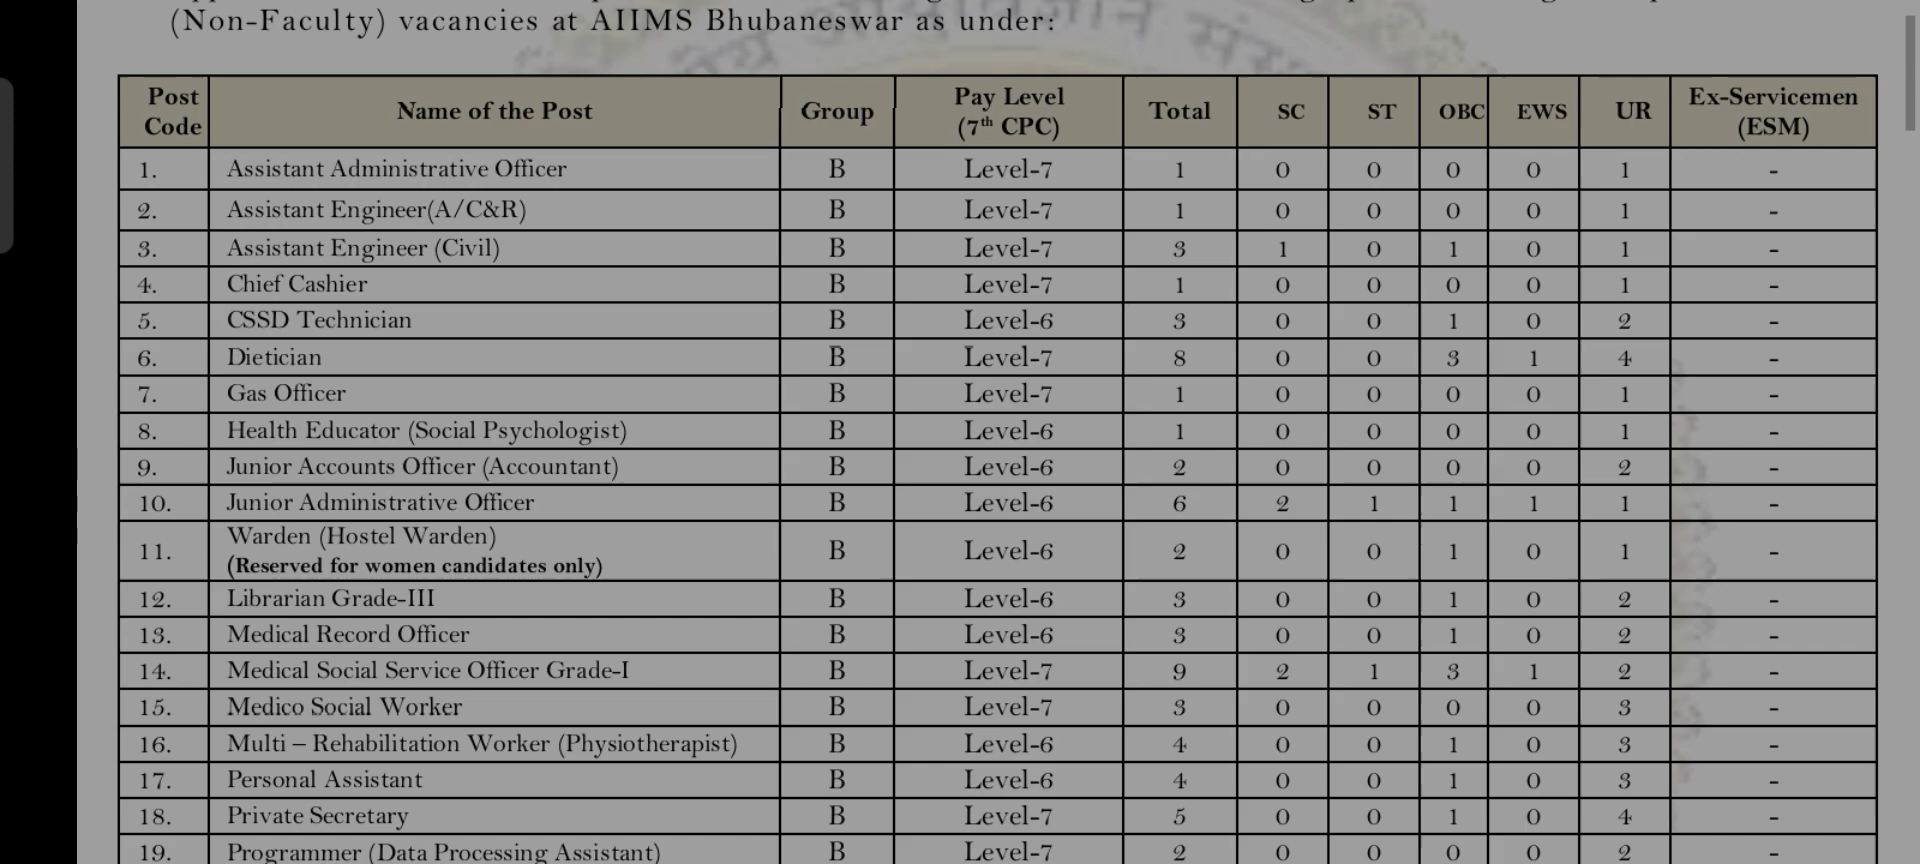 (Non-Faculty) vacancies at AIIMS Bhubaneswar as under:
Post Code Name of the Post Group Pay Level (7th CPC) Total SC ST OBC EWS UR Ex-Servicemen (ESM)
1. Assistant Administrative Officer B Level-7 1 0 0 0 0 1 -
2. Assistant Engineer(A/C&R) B Level-7 1 0 0 0 0 1 -
3. Assistant Engineer (Civil) B Level-7 3 1 0 1 0 1 -
4. Chief Cashier B Level-7 1 0 0 0 0 1 -
5. CSSD Technician B Level-6 3 0 0 1 0 2 -
6. Dietician B Level-7 8 0 0 3 1 4 -
7. Gas Officer B Level-7 1 0 0 0 0 1 -
8. Health Educator (Social Psychologist) B Level-6 1 0 0 0 0 1 -
9. Junior Accounts Officer (Accountant) B Level-6 2 0 0 0 0 2 -
10. Junior Administrative Officer B Level-6 6 2 1 1 1 1 -
11. Warden (Hostel Warden) (Reserved for women candidates only) B Level-6 2 0 0 1 0 1 -
12. Librarian Grade-III B Level-6 3 0 0 1 0 2 -
13. Medical Record Officer B Level-6 3 0 0 1 0 2 -
14. Medical Social Service Officer Grade-I B Level-7 9 2 1 3 1 2 -
15. Medico Social Worker B Level-7 3 0 0 0 0 3 -
16. Multi – Rehabilitation Worker (Physiotherapist) B Level-6 4 0 0 1 0 3 -
17. Personal Assistant B Level-6 4 0 0 1 0 3 -
18. Private Secretary B Level-7 5 0 0 1 0 4 -
19. Programmer (Data Processing Assistant) B Level-7 2 0 0 0 0 2 -